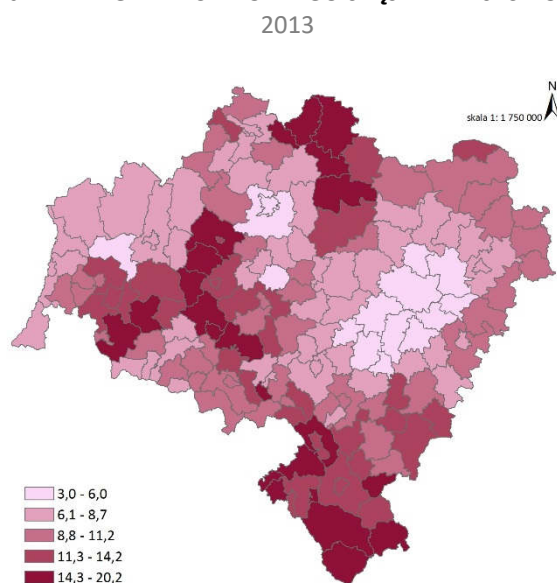 2013
N
skala 1: 1 750 000
3,0 - 6,0
6,1 - 8,7
8,8 - 11,2
11,3 - 14,2
14,3 - 20,2